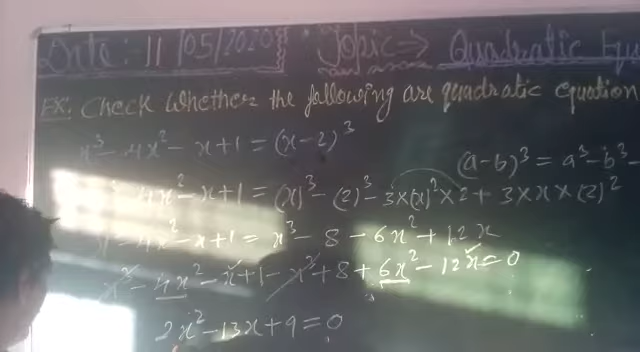 Date:- 11/05/2020 Topic ⇒ Quadratic Equ
EX: Check whether the following are quadratic equation
x³ - 4x² - x + 1 = (x-2)³
(a-b)³ = a³ - b³
4x² - x + 1 = (x)³ - (2)³ - 3×(x)²×2 + 3×x×(2)²
- 4x² - x + 1 = x³ - 8 - 6x² + 12x
x³ - 4x² - x + 1 - x³ + 8 + 6x² - 12x = 0
2x² - 13x + 9 = 0